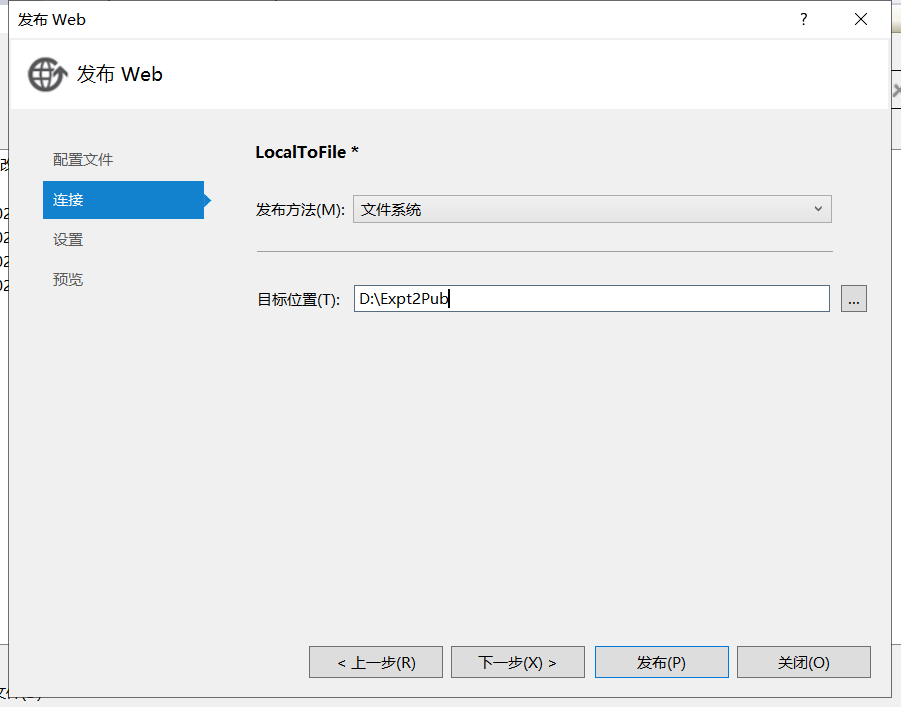 发布 Web
?
发布 Web
配置文件
连接
设置
预览
LocalToFile *
发布方法(M):
文件系统
目标位置(T):
D:\Expt2Pub
...
< 上一步(R)
下一步(X) >
发布(P)
关闭(O)